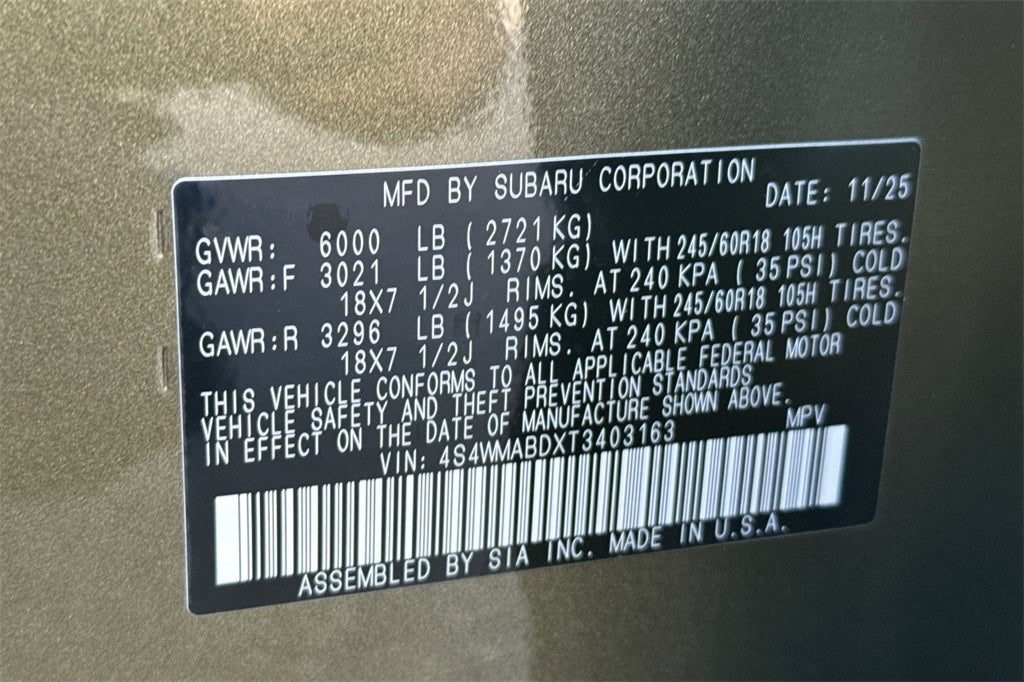 MFD BY SUBARU CORPORATION DATE: 11/25
GVWR: 6000 LB ( 2721 KG)
GAWR:F 3021 LB ( 1370 KG) WITH 245/60R18 105H TIRES.
18X7 1/2J RIMS. AT 240 KPA ( 35 PSI) COLD
GAWR:R 3296 LB ( 1495 KG) WITH 245/60R18 105H TIRES.
18X7 1/2J RIMS. AT 240 KPA ( 35 PSI) COLD
THIS VEHICLE CONFORMS TO ALL APPLICABLE FEDERAL MOTOR
VEHICLE SAFETY AND THEFT PREVENTION STANDARDS
IN EFFECT ON THE DATE OF MANUFACTURE SHOWN ABOVE.
VIN: 4S4WMABDXT3403163 MPV
ASSEMBLED BY SIA INC. MADE IN U.S.A.